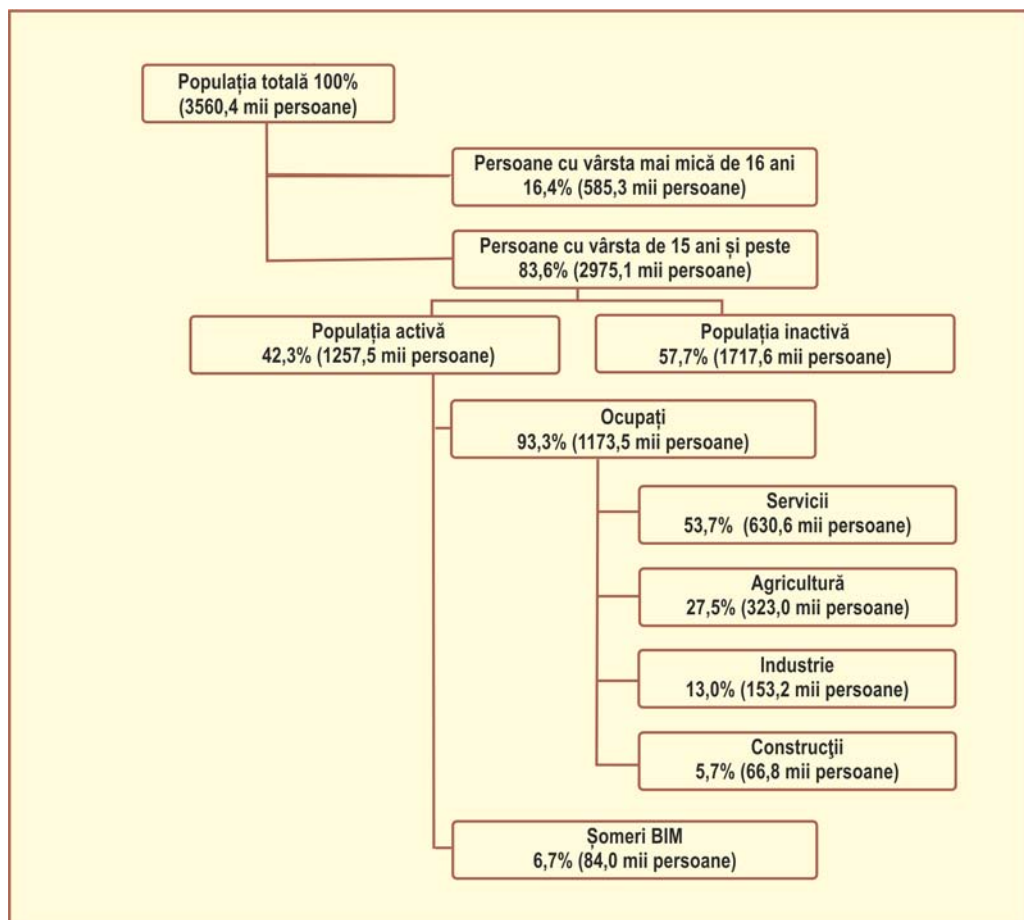 Populația totală 100%
(3560,4 mii persoane)
Persoane cu vârsta mai mică de 16 ani
16,4% (585,3 mii persoane)
Persoane cu vârsta de 15 ani și peste
83,6% (2975,1 mii persoane)
Populația activă
42,3% (1257,5 mii persoane)
Populația inactivă
57,7% (1717,6 mii persoane)
Ocupați
93,3% (1173,5 mii persoane)
Servicii
53,7% (630,6 mii persoane)
Agricultură
27,5% (323,0 mii persoane)
Industrie
13,0% (153,2 mii persoane)
Construcţii
5,7% (66,8 mii persoane)
Șomeri BIM
6,7% (84,0 mii persoane)